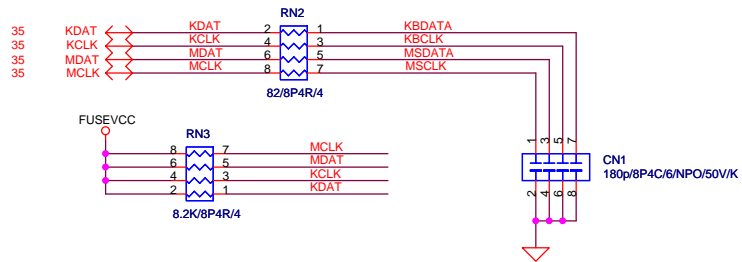 RN2
35 KDAT KDAT 2 1 KBDATA
35 KCLK KCLK 4 3 KBCLK
35 MDAT MDAT 6 5 MSDATA
35 MCLK MCLK 8 7 MSCLK
82/8P4R/4
FUSEVCC
RN3
8 7 MCLK
6 5 MDAT
4 3 KCLK
2 1 KDAT
8.2K/8P4R/4
1 3 5 7
CN1
180p/8P4C/6/NPO/50V/K
2 4 6 8